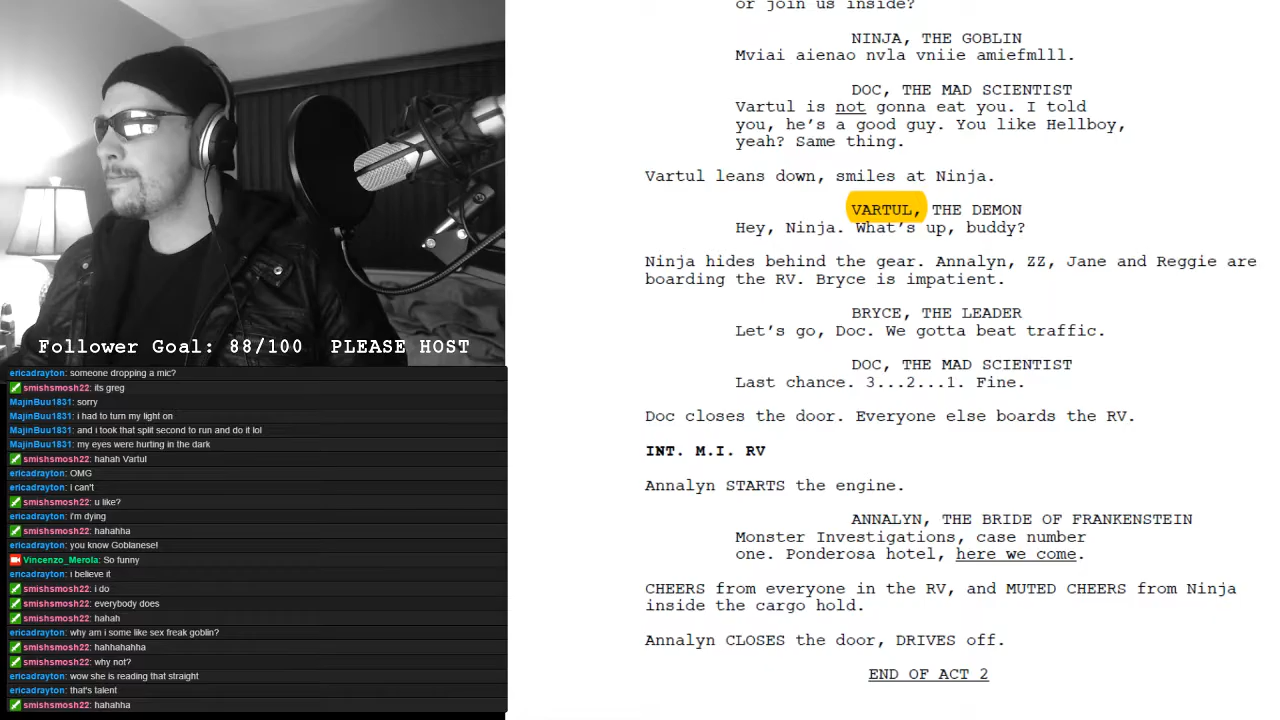 Follower Goal: 88/100 PLEASE HOST
ericadrayton: someone dropping a mic?
smishsmosh22: its greg
MajinBuu1831: sorry
MajinBuu1831: i had to turn my light on
MajinBuu1831: and i took that split second to run and do it lol
MajinBuu1831: my eyes were hurting in the dark
smishsmosh22: hahah Vartul
ericadrayton: OMG
ericadrayton: i can't
smishsmosh22: u like?
ericadrayton: i'm dying
smishsmosh22: hahahha
ericadrayton: you know Goblanese!
Vincenzo_Merola: So funny
ericadrayton: i believe it
smishsmosh22: i do
smishsmosh22: everybody does
smishsmosh22: hahah
ericadrayton: why am i some like sex freak goblin?
smishsmosh22: hahhahahha
smishsmosh22: why not?
ericadrayton: wow she is reading that straight
ericadrayton: that's talent
smishsmosh22: hahahha
or join us inside?
NINJA, THE GOBLIN
Mviai aienao nvla vniie amiefmlll.
DOC, THE MAD SCIENTIST
Vartul is not gonna eat you. I told
you, he's a good guy. You like Hellboy,
yeah? Same thing.
Vartul leans down, smiles at Ninja.
VARTUL, THE DEMON
Hey, Ninja. What's up, buddy?
Ninja hides behind the gear. Annalyn, ZZ, Jane and Reggie are
boarding the RV. Bryce is impatient.
BRYCE, THE LEADER
Let's go, Doc. We gotta beat traffic.
DOC, THE MAD SCIENTIST
Last chance. 3...2...1. Fine.
Doc closes the door. Everyone else boards the RV.
INT. M.I. RV
Annalyn STARTS the engine.
ANNALYN, THE BRIDE OF FRANKENSTEIN
Monster Investigations, case number
one. Ponderosa hotel, here we come.
CHEERS from everyone in the RV, and MUTED CHEERS from Ninja
inside the cargo hold.
Annalyn CLOSES the door, DRIVES off.
END OF ACT 2